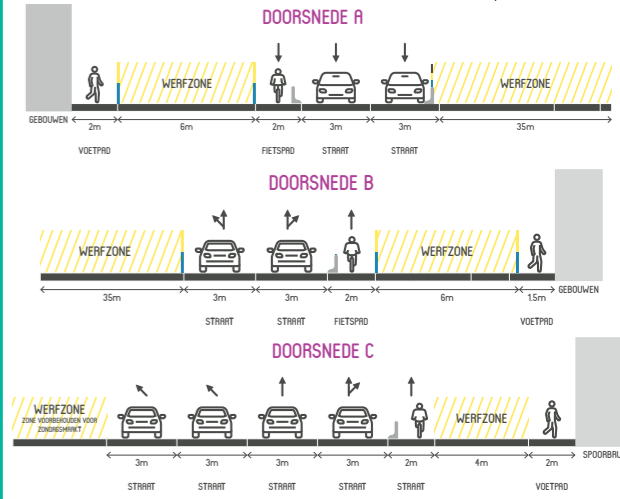 DOORSNEDE A
WERFZONE
WERFZONE
GEBOUWEN
2m 6m 2m 3m 3m 35m
VOETPAD FIETSPAD STRAAT STRAAT
DOORSNEDE B
WERFZONE
WERFZONE
35m 3m 3m 2m 6m 1.5m
GEBOUWEN
STRAAT STRAAT FIETSPAD VOETPAD
DOORSNEDE C
WERFZONE
ZONE VOORBEHOUDEN VOOR
ZONDAGSMARKT
WERFZONE
3m 3m 3m 3m 2m 4m 2m
SPOORBRU
STRAAT STRAAT STRAAT STRAAT STRAAT VOETPAD